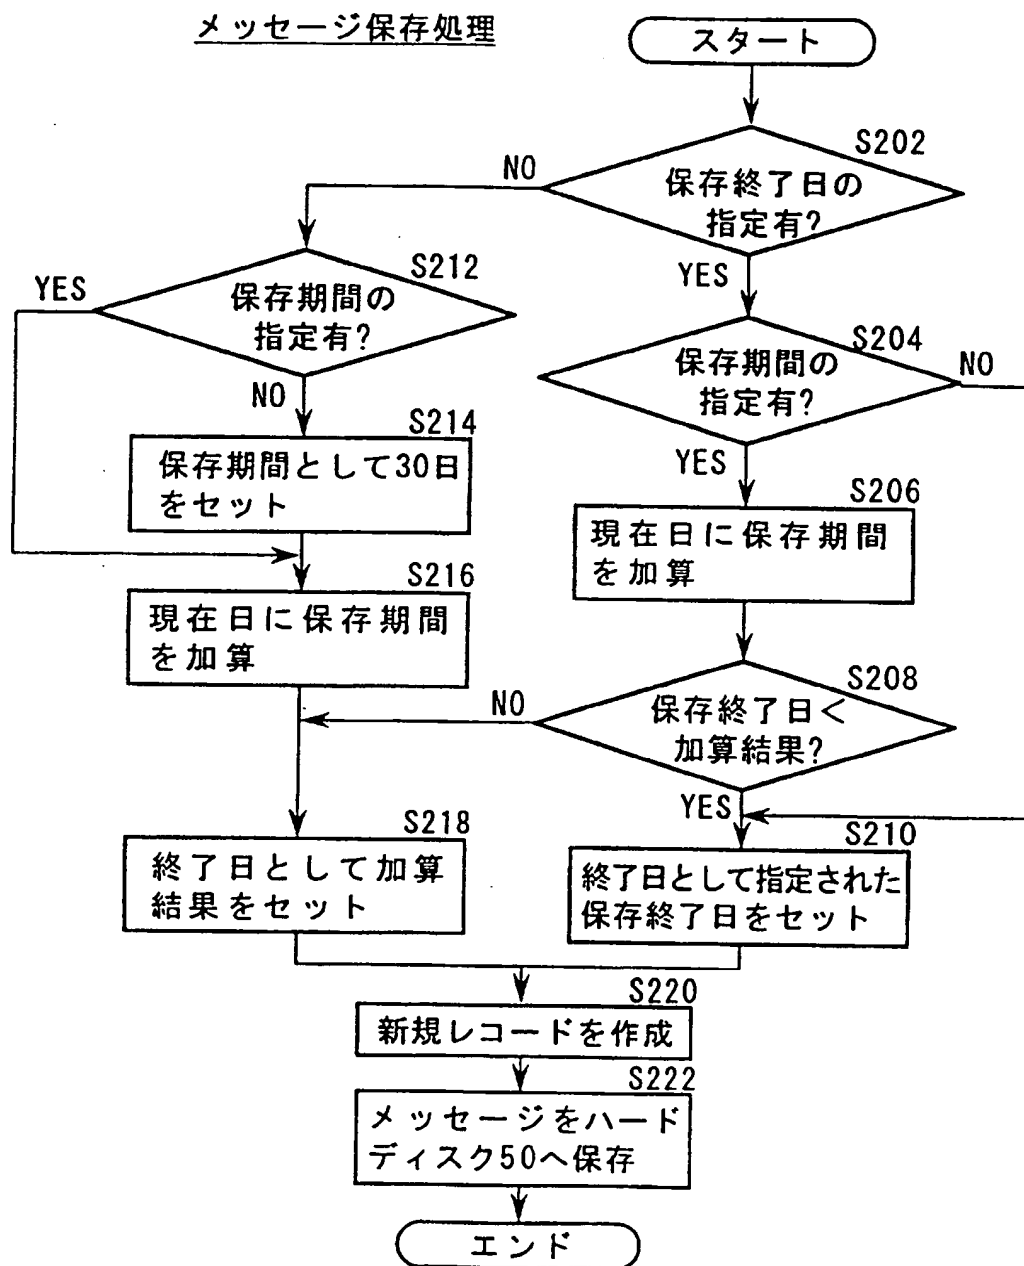 メッセージ保存処理
スタート
S202
NO
保存終了日の
指定有?
YES
S212
YES
保存期間の
指定有?
NO
S204
NO
保存期間の
指定有?
YES
S214
保存期間として30日
をセット
S206
現在日に保存期間
を加算
S216
現在日に保存期間
を加算
S208
NO
保存終了日<
加算結果?
YES
S218
終了日として加算
結果をセット
S210
終了日として指定された
保存終了日をセット
S220
新規レコードを作成
S222
メッセージをハード
ディスク50へ保存
エンド